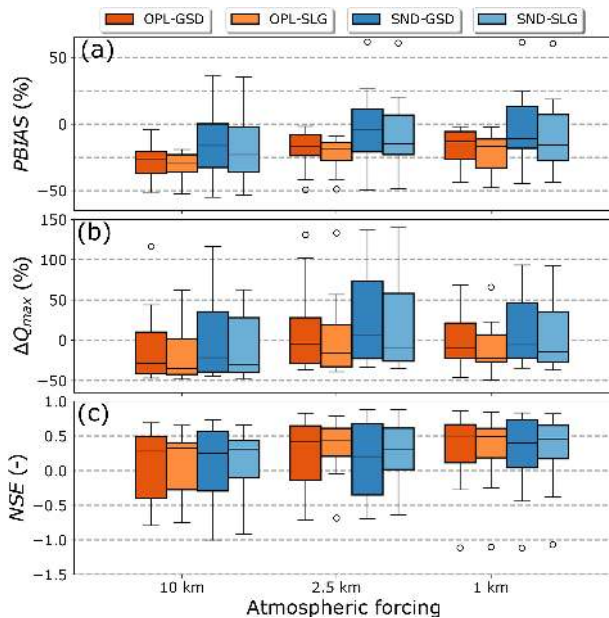 OPL-GSD OPL-SLG SND-GSD SND-SLG
(a)
PBIAS (%)
0
−50
(b)
ΔQmax (%)
150
100
50
0
−50
(c)
NSE (-)
1.0
0.5
0.0
−0.5
−1.0
−1.5
10 km 2.5 km 1 km
Atmospheric forcing